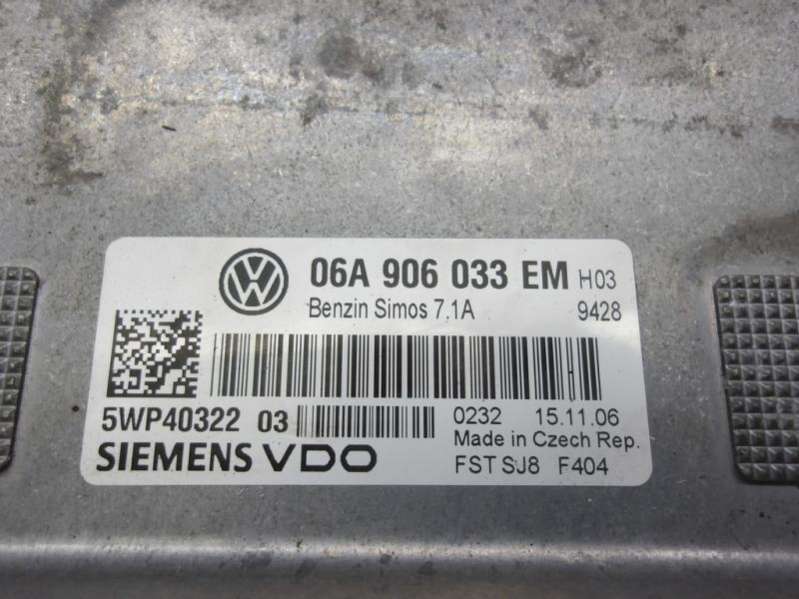 06A 906 033 EM H03
Benzin Simos 7.1A 9428
5WP40322 03 0232 15.11.06
Made in Czech Rep.
SIEMENS VDO FST SJ8 F404